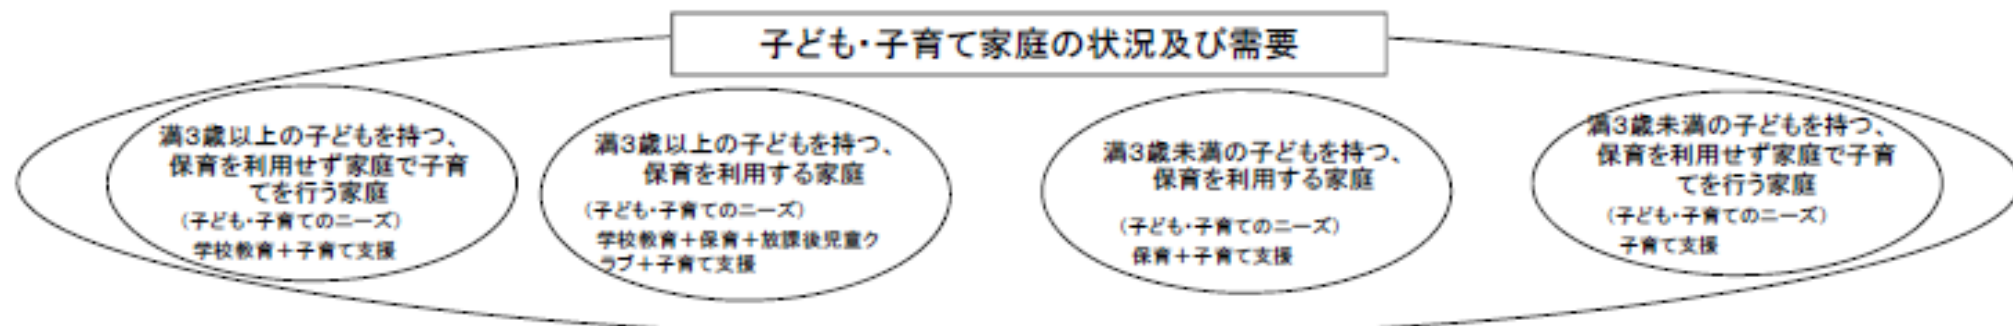 子ども・子育て家庭の状況及び需要
満3歳以上の子どもを持つ、
保育を利用せず家庭で子育
てを行う家庭
(子ども・子育てのニーズ)
学校教育＋子育て支援
満3歳以上の子どもを持つ、
保育を利用する家庭
(子ども・子育てのニーズ)
学校教育＋保育＋放課後児童ク
ラブ＋子育て支援
満3歳未満の子どもを持つ、
保育を利用する家庭
(子ども・子育てのニーズ)
保育＋子育て支援
満3歳未満の子どもを持つ、
保育を利用せず家庭で子育
てを行う家庭
(子ども・子育てのニーズ)
子育て支援